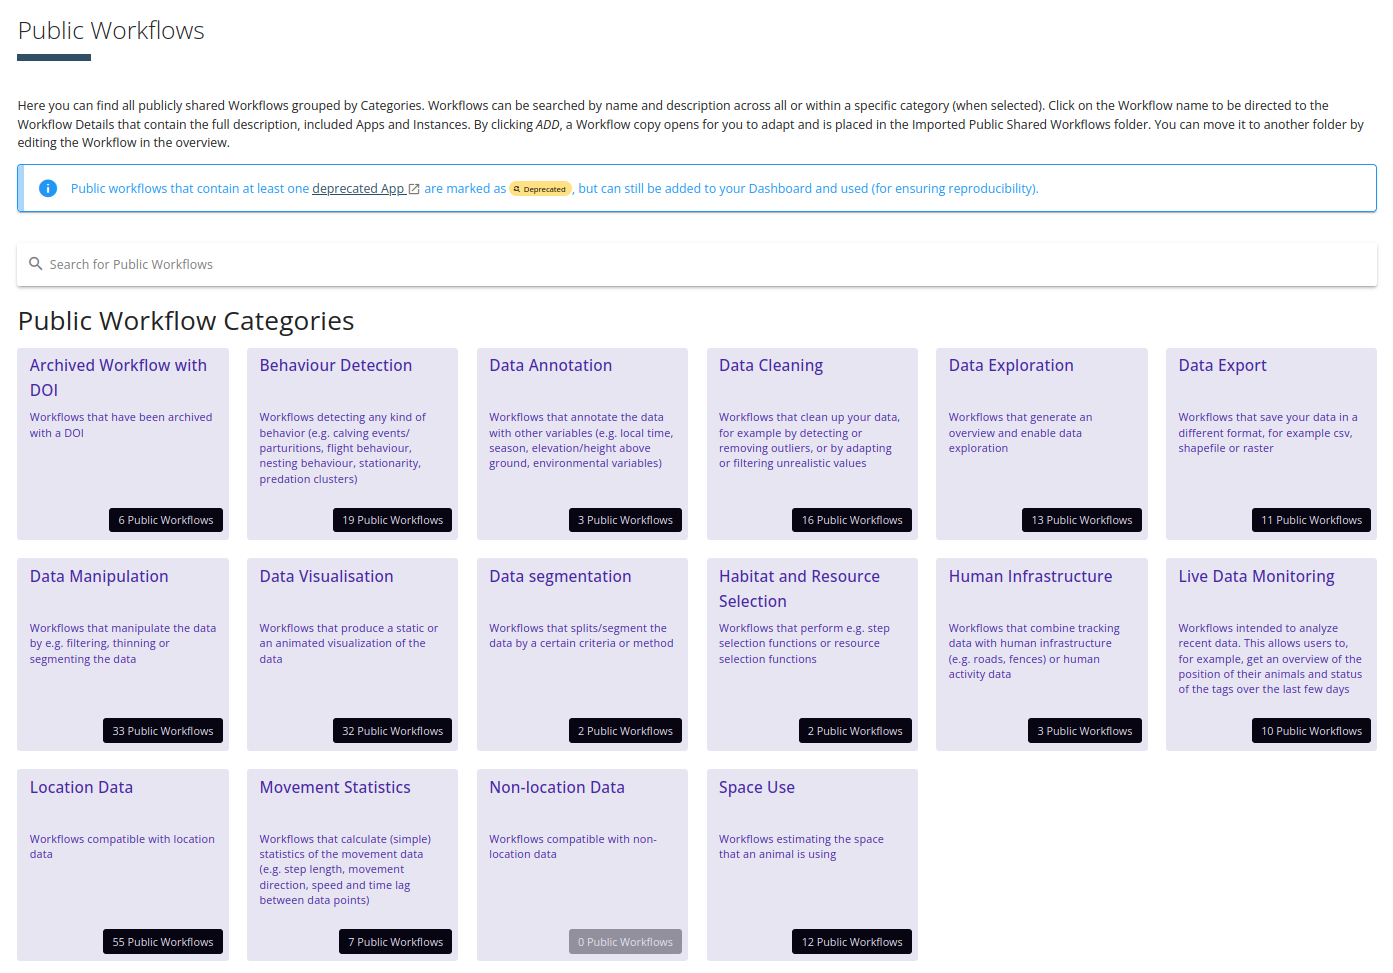 Public Workflows
Here you can find all publicly shared Workflows grouped by Categories. Workflows can be searched by name and description across all or within a specific category (when selected). Click on the Workflow name to be directed to the
Workflow Details that contain the full description, included Apps and Instances. By clicking ADD, a Workflow copy opens for you to adapt and is placed in the Imported Public Shared Workflows folder. You can move it to another folder by
editing the Workflow in the overview.
Public workflows that contain at least one deprecated App are marked as Deprecated, but can still be added to your Dashboard and used (for ensuring reproducibility).
Search for Public Workflows
Public Workflow Categories
Archived Workflow with
DOI
Workflows that have been archived
with a DOI
6 Public Workflows
Behaviour Detection
Workflows detecting any kind of
behavior (e.g. calving events/
parturitions, flight behaviour,
nesting behaviour, stationarity,
predation clusters)
19 Public Workflows
Data Annotation
Workflows that annotate the data
with other variables (e.g. local time,
season, elevation/height above
ground, environmental variables)
3 Public Workflows
Data Cleaning
Workflows that clean up your data,
for example by detecting or
removing outliers, or by adapting
or filtering unrealistic values
16 Public Workflows
Data Exploration
Workflows that generate an
overview and enable data
exploration
13 Public Workflows
Data Export
Workflows that save your data in a
different format, for example csv,
shapefile or raster
11 Public Workflows
Data Manipulation
Workflows that manipulate the data
by e.g. filtering, thinning or
segmenting the data
33 Public Workflows
Data Visualisation
Workflows that produce a static or
an animated visualization of the
data
32 Public Workflows
Data segmentation
Workflows that splits/segment the
data by a certain criteria or method
2 Public Workflows
Habitat and Resource
Selection
Workflows that perform e.g. step
selection functions or resource
selection functions
2 Public Workflows
Human Infrastructure
Workflows that combine tracking
data with human infrastructure
(e.g. roads, fences) or human
activity data
3 Public Workflows
Live Data Monitoring
Workflows intended to analyze
recent data. This allows users to,
for example, get an overview of the
position of their animals and status
of the tags over the last few days
10 Public Workflows
Location Data
Workflows compatible with location
data
55 Public Workflows
Movement Statistics
Workflows that calculate (simple)
statistics of the movement data
(e.g. step length, movement
direction, speed and time lag
between data points)
7 Public Workflows
Non-location Data
Workflows compatible with non-
location data
0 Public Workflows
Space Use
Workflows estimating the space
that an animal is using
12 Public Workflows